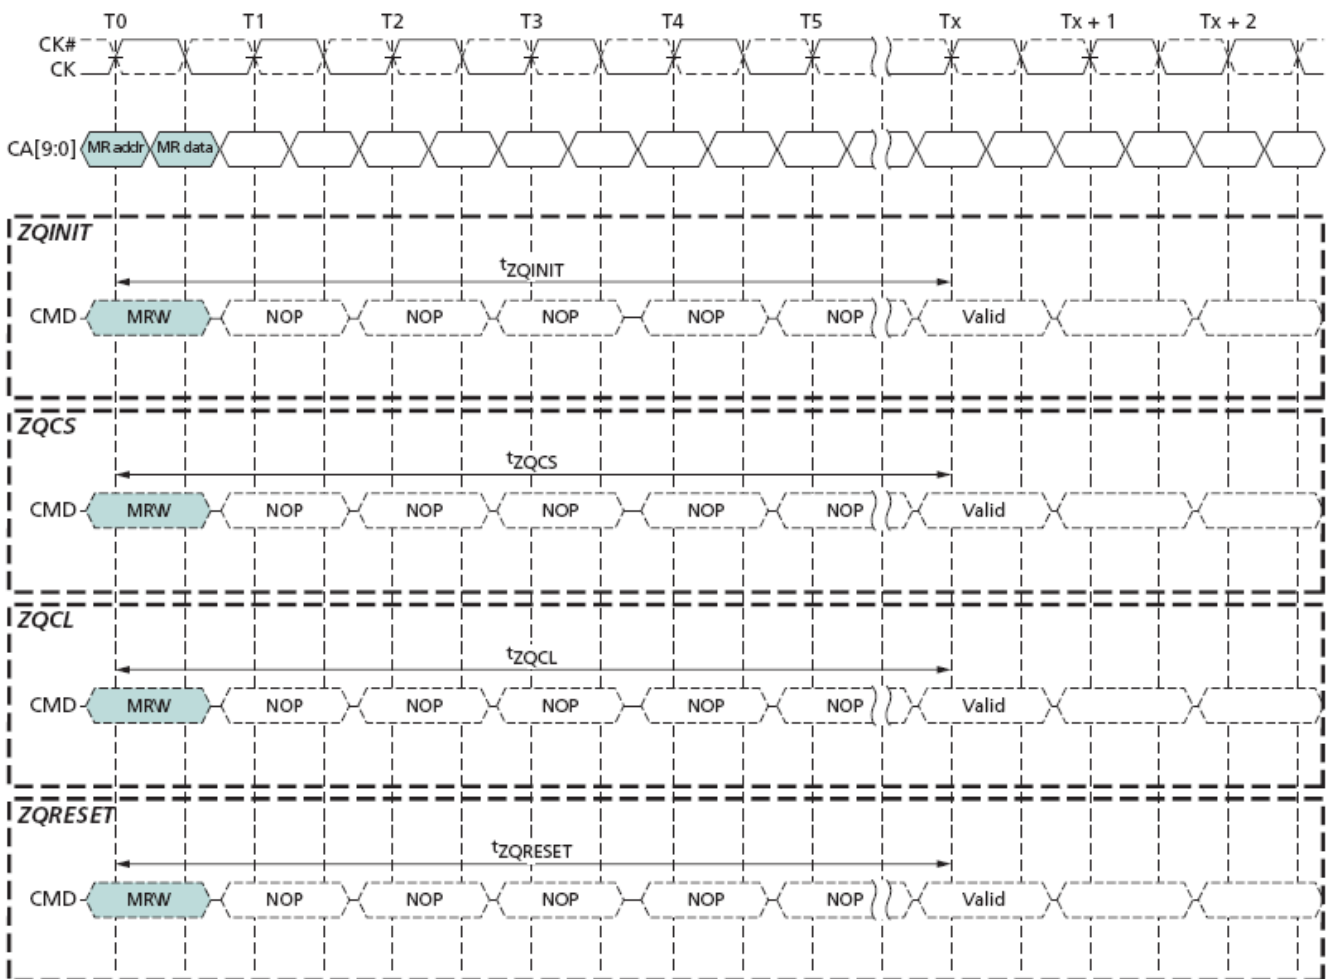 T0 T1 T2 T3 T4 T5 Tx Tx + 1 Tx + 2
CK#
CK
CA[9:0] MR addr MR data
ZQINIT
tZQINIT
CMD MRW NOP NOP NOP NOP NOP Valid
ZQCS
tZQCS
CMD MRW NOP NOP NOP NOP NOP Valid
ZQCL
tZQCL
CMD MRW NOP NOP NOP NOP NOP Valid
ZQRESET
tZQRESET
CMD MRW NOP NOP NOP NOP NOP Valid